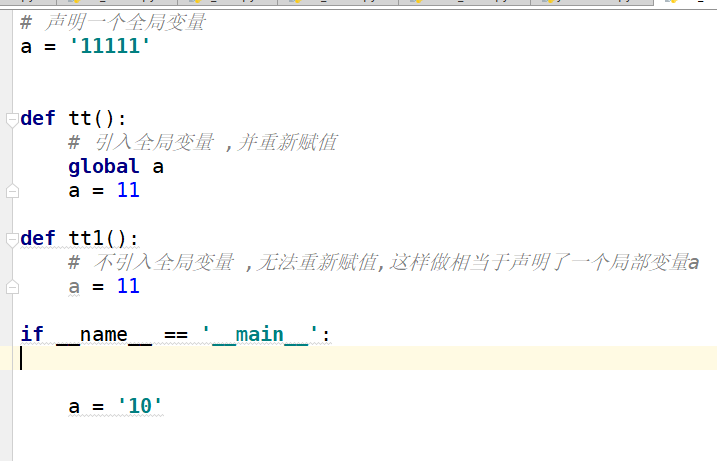 # 声明一个全局变量
a = '11111'
def tt():
# 引入全局变量 ,并重新赋值
global a
a = 11
def tt1():
# 不引入全局变量 ,无法重新赋值,这样做相当于声明了一个局部变量a
a = 11
if __name__ == '__main__':
a = '10'